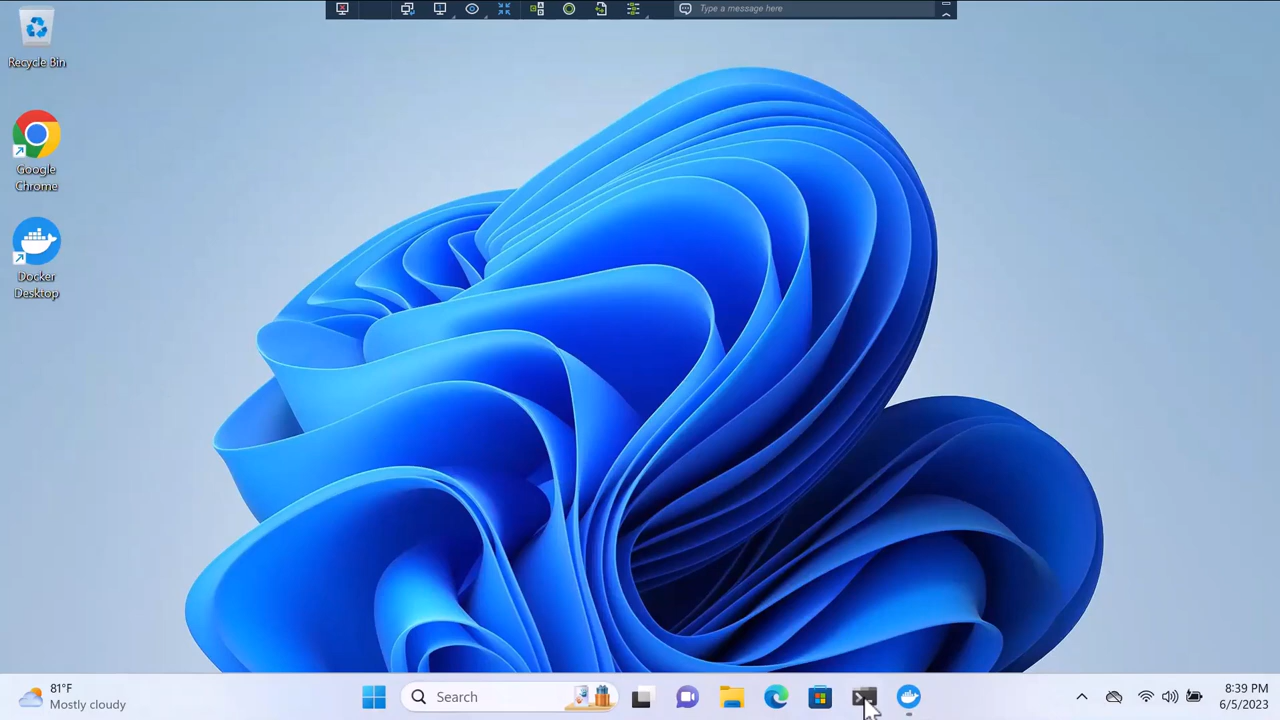 Type a message here
Recycle Bin
Google
Chrome
Docker
Desktop
81°F
Mostly cloudy
Search
8:39 PM
6/5/2023